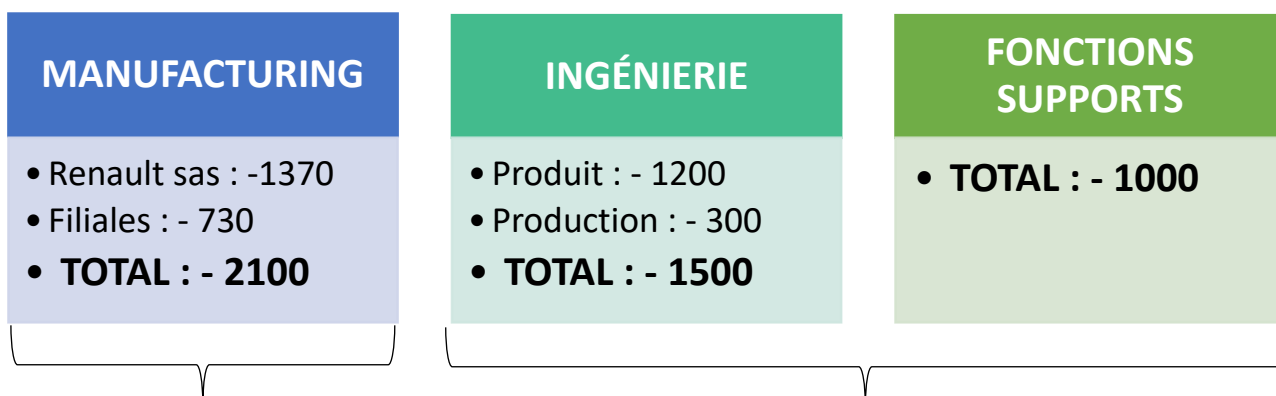 MANUFACTURING
• Renault sas : -1370
• Filiales : - 730
• TOTAL : - 2100
INGÉNIERIE
• Produit : - 1200
• Production : - 300
• TOTAL : - 1500
FONCTIONS
SUPPORTS
• TOTAL : - 1000